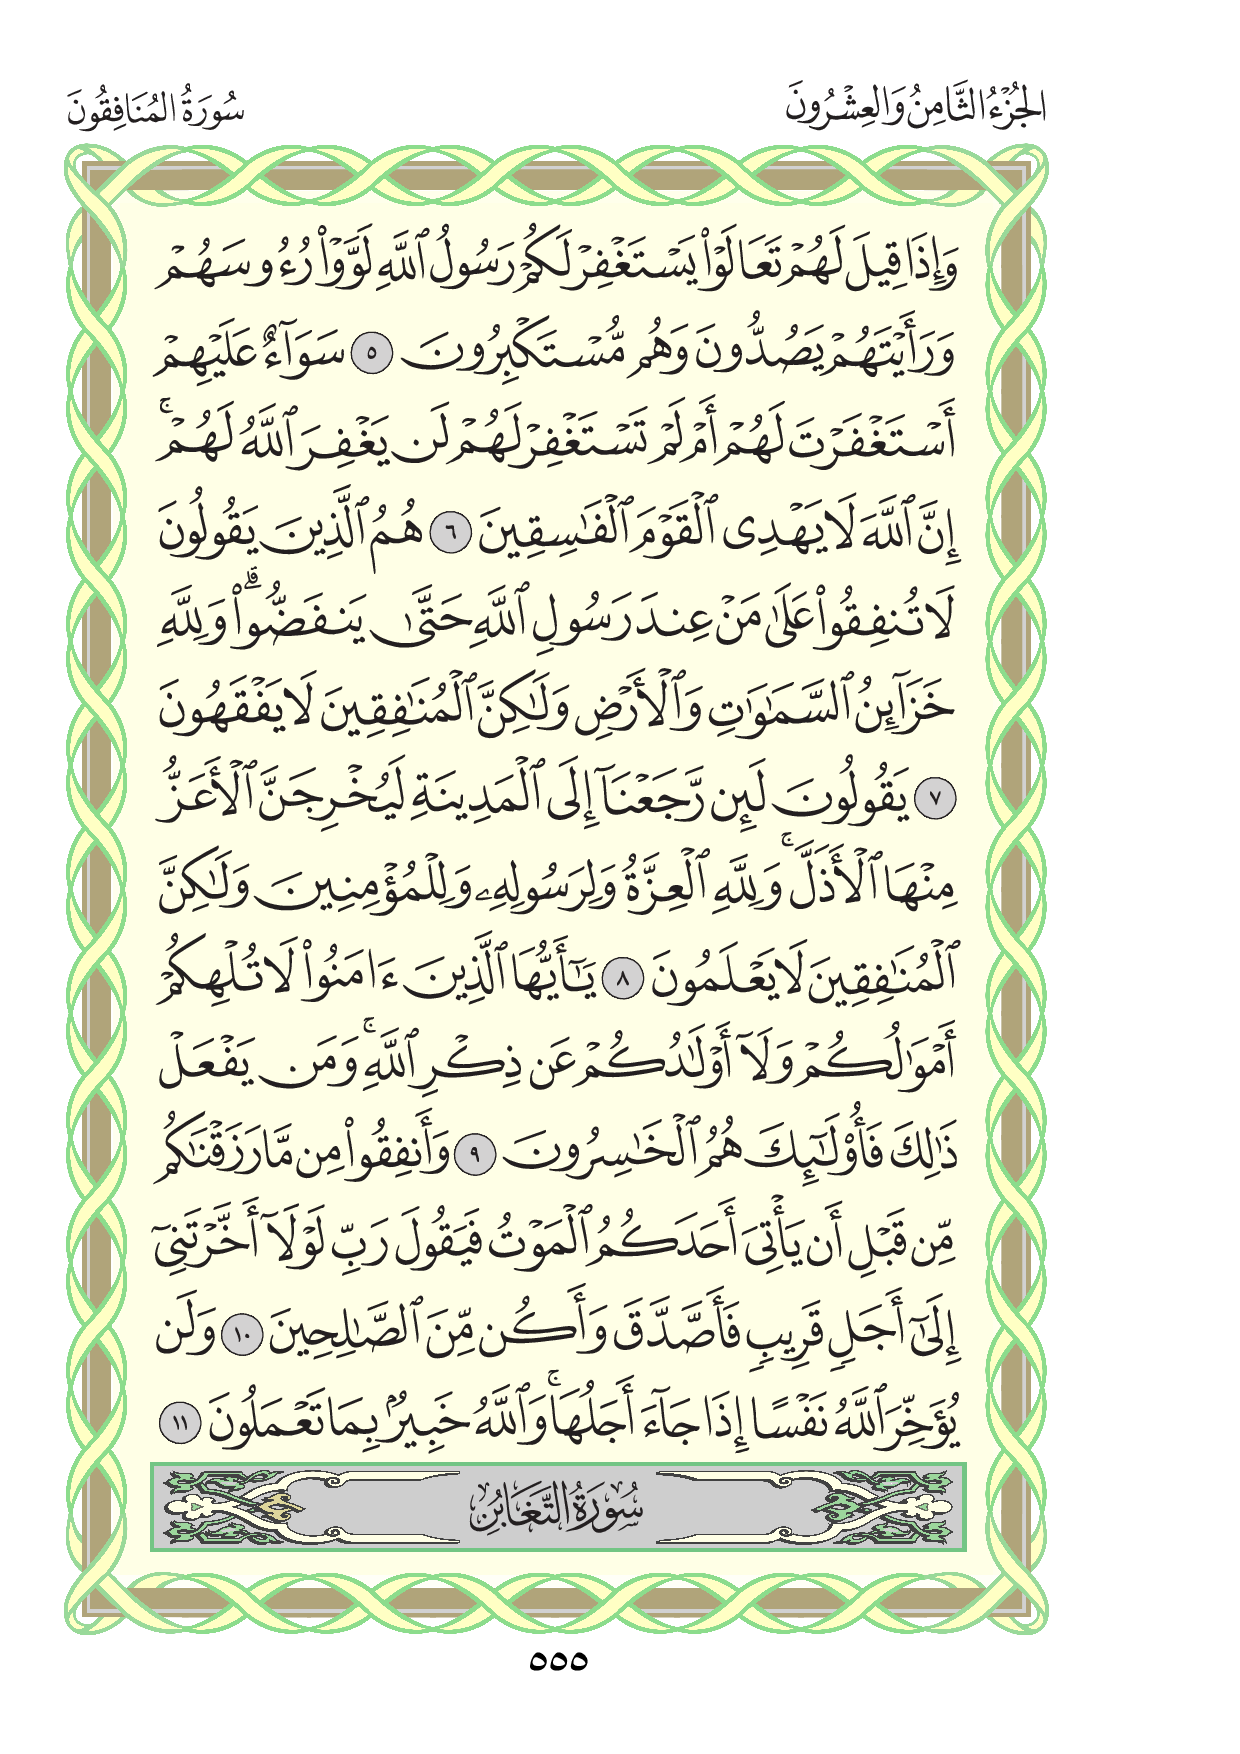 الجُزْءُ الثَّامِنُ وَالعِشْرُونَ
سُورَةُ المُنَافِقُونَ
وَإِذَا قِيلَ لَهُمْ تَعَالَوْا۟ يَسْتَغْفِرْ لَكُمْ رَسُولُ ٱللَّهِ لَوَّوْا۟ رُءُوسَهُمْ
وَرَأَيْتَهُمْ يَصُدُّونَ وَهُم مُّسْتَكْبِرُونَ ٥ سَوَآءٌ عَلَيْهِمْ
أَسْتَغْفَرْتَ لَهُمْ أَمْ لَمْ تَسْتَغْفِرْ لَهُمْ لَن يَغْفِرَ ٱللَّهُ لَهُمْ ۚ
إِنَّ ٱللَّهَ لَا يَهْدِى ٱلْقَوْمَ ٱلْفَـٰسِقِينَ ٦ هُمُ ٱلَّذِينَ يَقُولُونَ
لَا تُنفِقُوا۟ عَلَىٰ مَنْ عِندَ رَسُولِ ٱللَّهِ حَتَّىٰ يَنفَضُّوا۟ ۗ وَلِلَّهِ
خَزَآئِنُ ٱلسَّمَـٰوَٰتِ وَٱلْأَرْضِ وَلَـٰكِنَّ ٱلْمُنَـٰفِقِينَ لَا يَفْقَهُونَ
٧ يَقُولُونَ لَئِن رَّجَعْنَآ إِلَى ٱلْمَدِينَةِ لَيُخْرِجَنَّ ٱلْأَعَزُّ
مِنْهَا ٱلْأَذَلَّ ۚ وَلِلَّهِ ٱلْعِزَّةُ وَلِرَسُولِهِۦ وَلِلْمُؤْمِنِينَ وَلَـٰكِنَّ
ٱلْمُنَـٰفِقِينَ لَا يَعْلَمُونَ ٨ يَـٰٓأَيُّهَا ٱلَّذِينَ ءَامَنُوا۟ لَا تُلْهِكُمْ
أَمْوَٰلُكُمْ وَلَآ أَوْلَـٰدُكُمْ عَن ذِكْرِ ٱللَّهِ ۚ وَمَن يَفْعَلْ
ذَٰلِكَ فَأُو۟لَـٰٓئِكَ هُمُ ٱلْخَـٰسِرُونَ ٩ وَأَنفِقُوا۟ مِن مَّا رَزَقْنَـٰكُم
مِّن قَبْلِ أَن يَأْتِىَ أَحَدَكُمُ ٱلْمَوْتُ فَيَقُولَ رَبِّ لَوْلَآ أَخَّرْتَنِىٓ
إِلَىٰٓ أَجَلٍ قَرِيبٍ فَأَصَّدَّقَ وَأَكُن مِّنَ ٱلصَّـٰلِحِينَ ١٠ وَلَن
يُؤَخِّرَ ٱللَّهُ نَفْسًا إِذَا جَآءَ أَجَلُهَا ۚ وَٱللَّهُ خَبِيرٌۢ بِمَا تَعْمَلُونَ ١١
سُورَةُ التَّغَابُنِ
٥٥٥